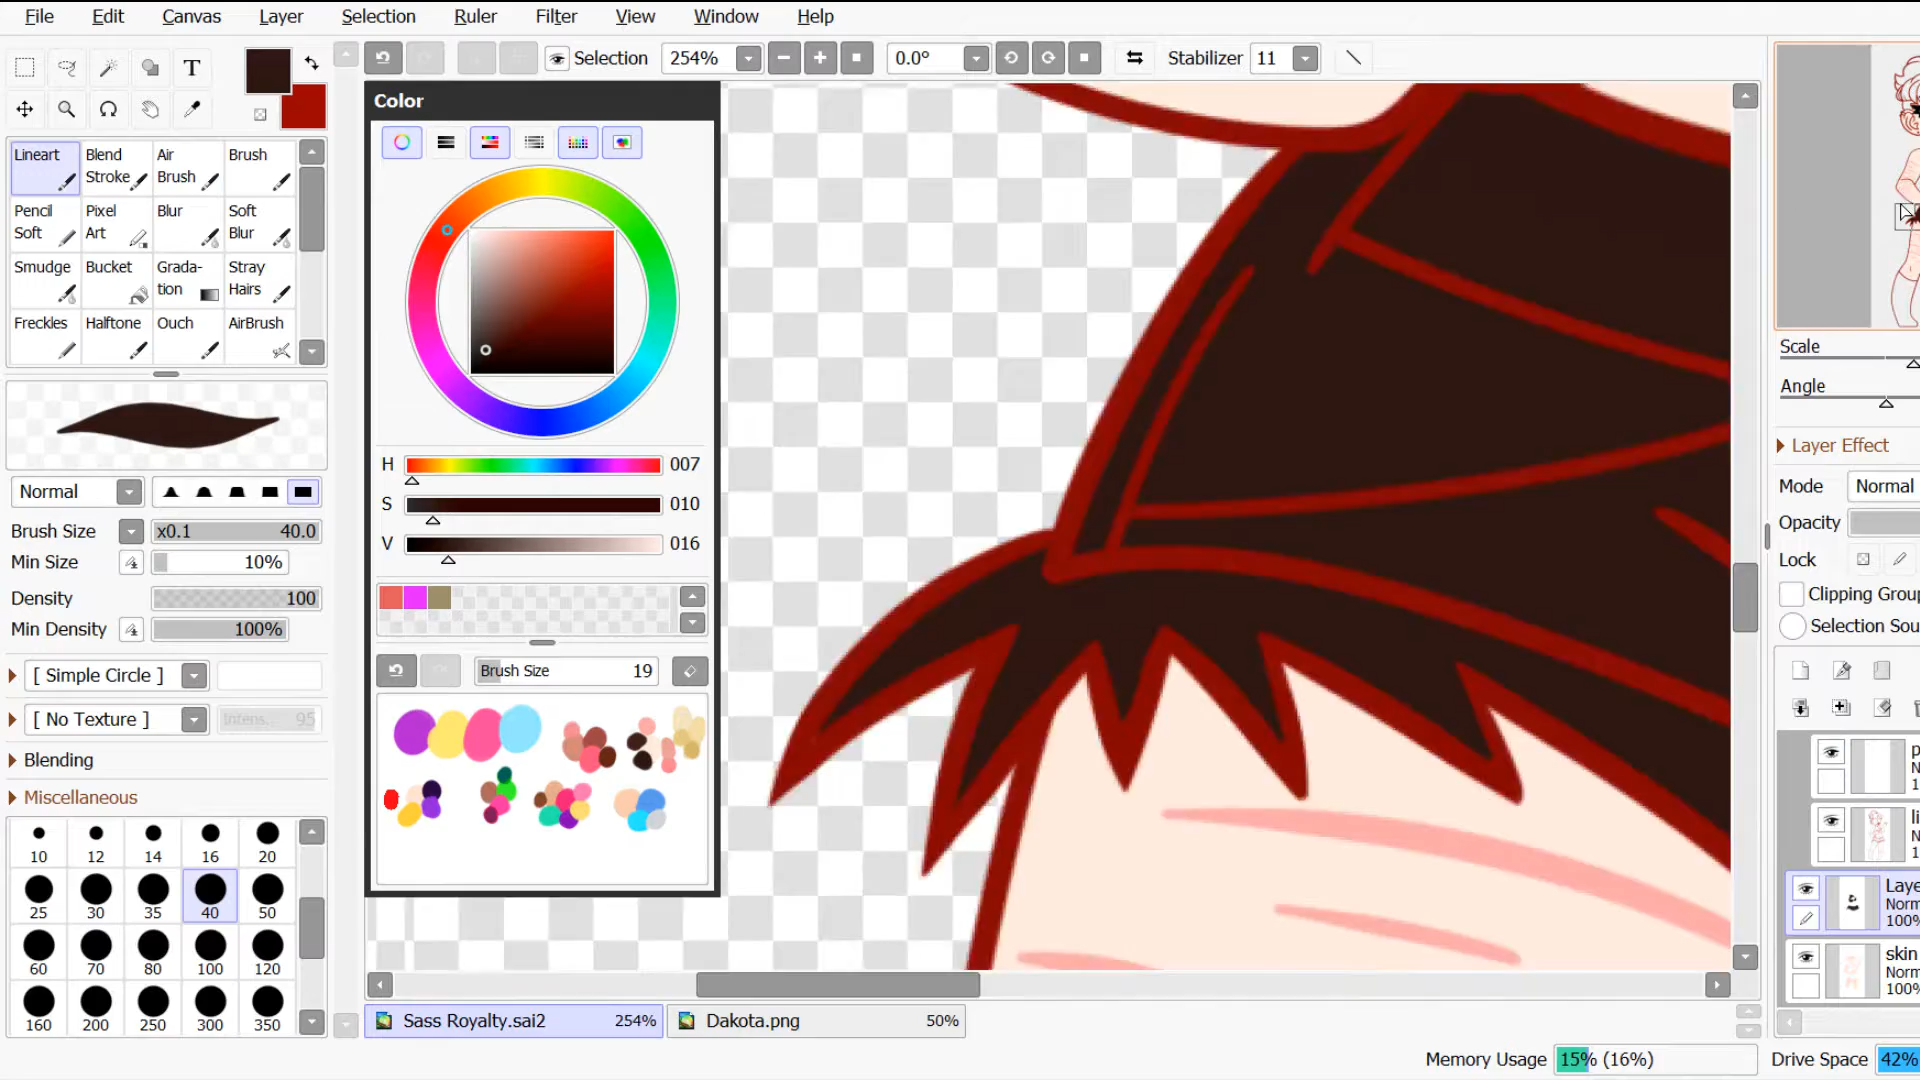 File Edit Canvas Layer Selection Ruler Filter View Window Help
Selection 254% 0.0° Stabilizer 11
T
Color
Lineart Blend Stroke Air Brush Brush
Pencil Soft Pixel Art Blur Soft Blur
Smudge Bucket Grada-tion Stray Hairs
Freckles Halftone Ouch AirBrush
Normal
Brush Size x0.1 40.0
Min Size 10%
Density 100
Min Density 100%
[ Simple Circle ]
[ No Texture ] Intens... 95
Blending
Miscellaneous
10 12 14 16 20
25 30 35 40 50
60 70 80 100 120
160 200 250 300 350
H 007
S 010
V 016
Brush Size 19
Scale
Angle
Layer Effect
Mode Normal
Opacity
Lock
Clipping Group
Selection Sou
p
N
1
li
N
1
Laye
Norm
100%
skin
Norm
100%
Sass Royalty.sai2 254% Dakota.png 50%
Memory Usage 15% (16%) Drive Space 42%